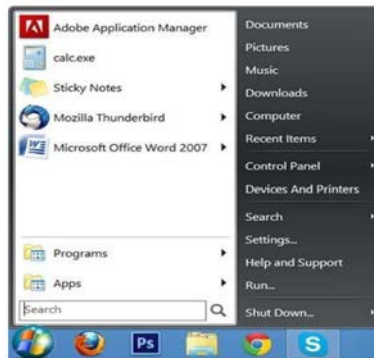 Adobe Application Manager
calc.exe
Sticky Notes
Mozilla Thunderbird
Microsoft Office Word 2007
Programs
Apps
Search
Documents
Pictures
Music
Downloads
Computer
Recent Items
Control Panel
Devices And Printers
Search
Settings...
Help and Support
Run...
Shut Down...
Ps
S